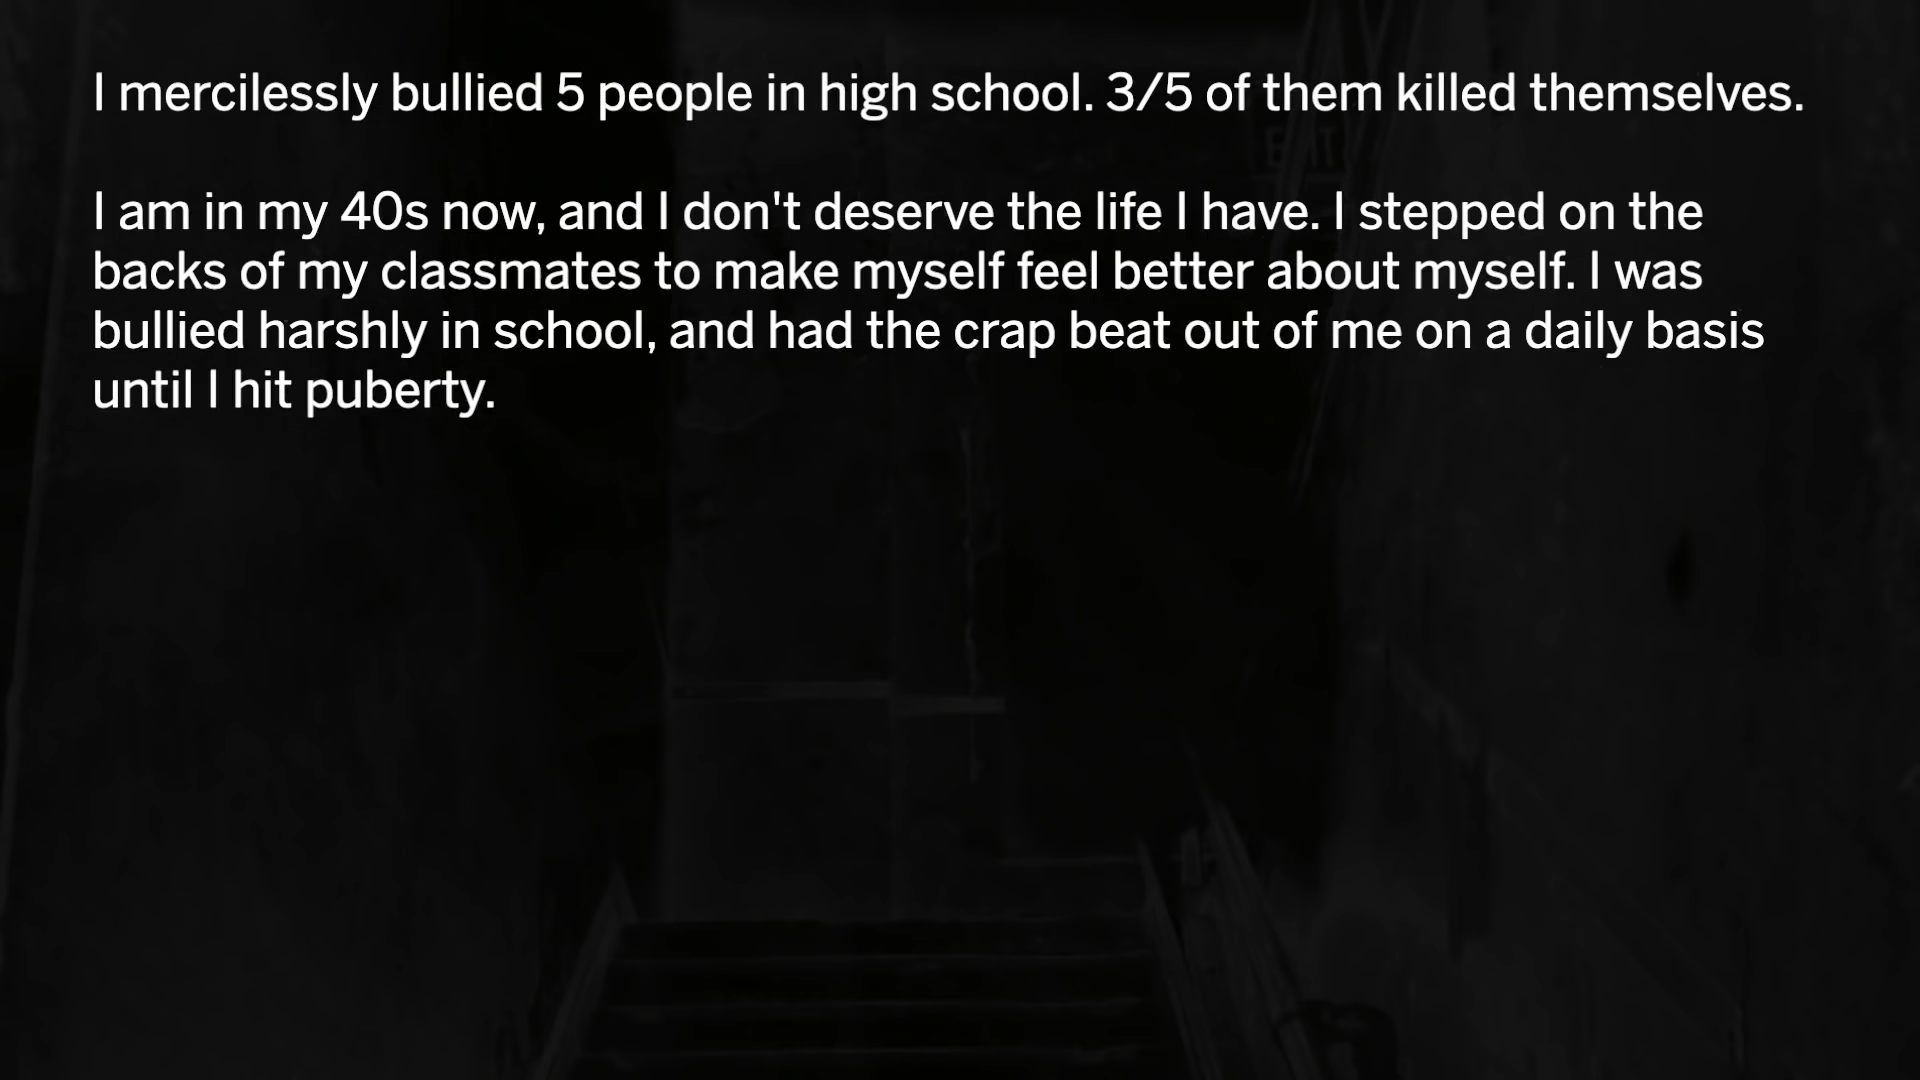 I mercilessly bullied 5 people in high school. 3/5 of them killed themselves.
I am in my 40s now, and I don't deserve the life I have. I stepped on the
backs of my classmates to make myself feel better about myself. I was
bullied harshly in school, and had the crap beat out of me on a daily basis
until I hit puberty.